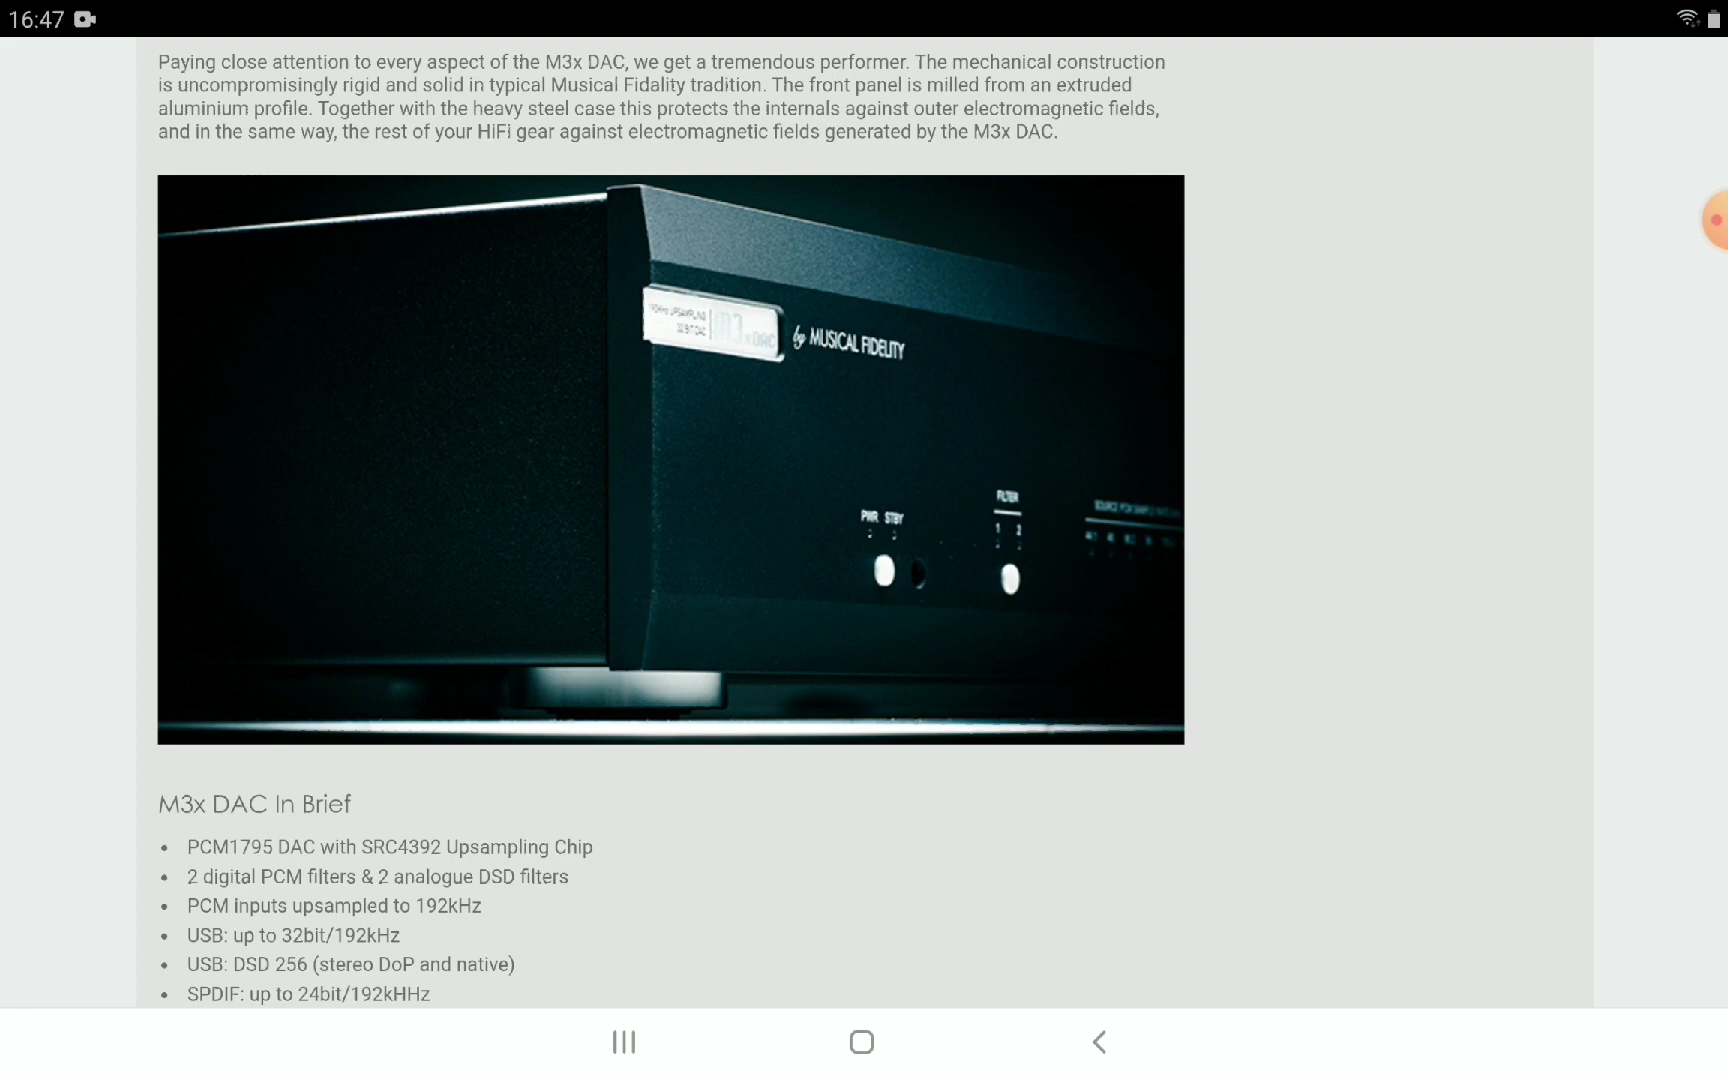 16:47
Paying close attention to every aspect of the M3x DAC, we get a tremendous performer. The mechanical construction
is uncompromisingly rigid and solid in typical Musical Fidality tradition. The front panel is milled from an extruded
aluminium profile. Together with the heavy steel case this protects the internals against outer electromagnetic fields,
and in the same way, the rest of your HiFi gear against electromagnetic fields generated by the M3x DAC.
32 BIT DAC
M3xDAC
by MUSICAL FIDELITY
PWR STBY
FILTER
1 2
M3x DAC In Brief
• PCM1795 DAC with SRC4392 Upsampling Chip
• 2 digital PCM filters & 2 analogue DSD filters
• PCM inputs upsampled to 192kHz
• USB: up to 32bit/192kHz
• USB: DSD 256 (stereo DoP and native)
• SPDIF: up to 24bit/192kHHz